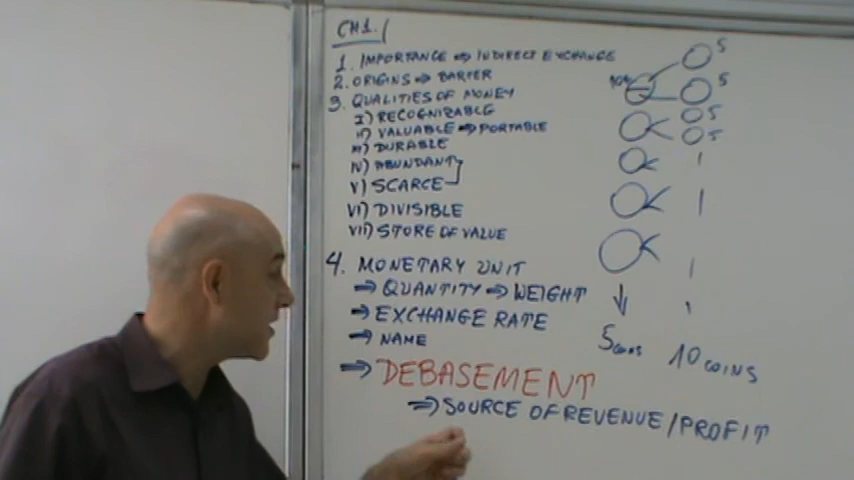 CH1.
1. IMPORTANCE ⇒ INDIRECT EXCHANGE
2. ORIGINS ⇒ BARTER
3. QUALITIES OF MONEY
I) RECOGNIZABLE
II) VALUABLE ⇒ PORTABLE
III) DURABLE
IV) ABUNDANT
V) SCARCE
VI) DIVISIBLE
VII) STORE OF VALUE
4. MONETARY UNIT
⇒ QUANTITY ⇒ WEIGHT
⇒ EXCHANGE RATE
⇒ NAME
⇒ DEBASEMENT
⇒ SOURCE OF REVENUE/PROFIT
5
5
5
5
5 COINS
10 COINS